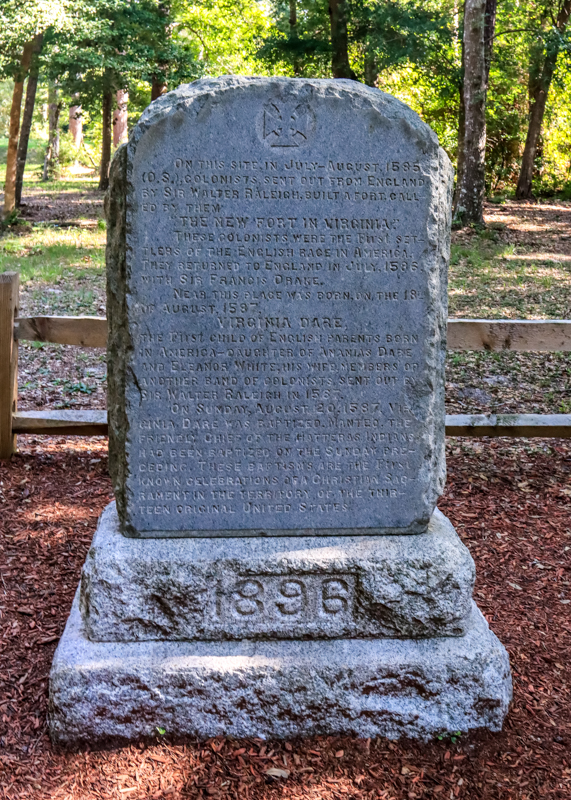 ON THIS SITE, IN JULY-AUGUST, 1585
(O.S.), COLONISTS, SENT OUT FROM ENGLAND
BY SIR WALTER RALEIGH, BUILT A FORT, CALL-
ED BY THEM
"THE NEW FORT IN VIRGINIA."
THESE COLONISTS WERE THE FIRST SET-
TLERS OF THE ENGLISH RACE IN AMERICA.
THEY RETURNED TO ENGLAND IN JULY, 1586,
WITH SIR FRANCIS DRAKE.
NEAR THIS PLACE WAS BORN, ON THE 18
OF AUGUST, 1587,
VIRGINIA DARE,
THE FIRST CHILD OF ENGLISH PARENTS BORN
IN AMERICA–DAUGHTER OF ANANIAS DARE
AND ELEANOR WHITE, HIS WIFE, MEMBERS OF
ANOTHER BAND OF COLONISTS, SENT OUT BY
SIR WALTER RALEIGH IN 1587.
ON SUNDAY, AUGUST 20, 1587, VIR-
GINIA DARE WAS BAPTIZED. MANTEO, THE
FRIENDLY CHIEF OF THE HATTERAS INDIANS,
HAD BEEN BAPTIZED ON THE SUNDAY PRE-
CEDING. THESE BAPTISMS ARE THE FIRST
KNOWN CELEBRATIONS OF A CHRISTIAN SAC-
RAMENT IN THE TERRITORY OF THE THIR-
TEEN ORIGINAL UNITED STATES.
1896